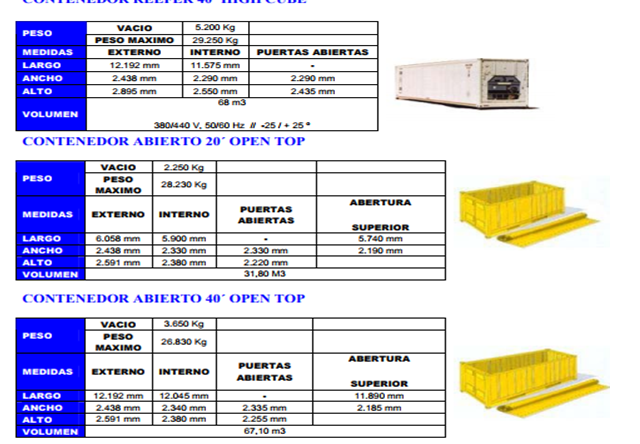 CONTENEDOR REEFER 40´ HIGH CUBE
PESO VACIO 5.200 Kg
PESO MAXIMO 29.250 Kg
MEDIDAS EXTERNO INTERNO PUERTAS ABIERTAS
LARGO 12.192 mm 11.575 mm -
ANCHO 2.438 mm 2.290 mm 2.290 mm
ALTO 2.895 mm 2.550 mm 2.435 mm
VOLUMEN 68 m3
380/440 V, 50/60 Hz // -25 / + 25 º
CONTENEDOR ABIERTO 20´ OPEN TOP
PESO VACIO 2.250 Kg
PESO MAXIMO 28.230 Kg
MEDIDAS EXTERNO INTERNO PUERTAS ABIERTAS ABERTURA SUPERIOR
LARGO 6.058 mm 5.900 mm - 5.740 mm
ANCHO 2.438 mm 2.330 mm 2.330 mm 2.190 mm
ALTO 2.591 mm 2.380 mm 2.220 mm
VOLUMEN 31,80 M3
CONTENEDOR ABIERTO 40´ OPEN TOP
PESO VACIO 3.650 Kg
PESO MAXIMO 26.830 Kg
MEDIDAS EXTERNO INTERNO PUERTAS ABIERTAS ABERTURA SUPERIOR
LARGO 12.192 mm 12.045 mm - 11.890 mm
ANCHO 2.438 mm 2.340 mm 2.335 mm 2.185 mm
ALTO 2.591 mm 2.380 mm 2.255 mm
VOLUMEN 67,10 m3